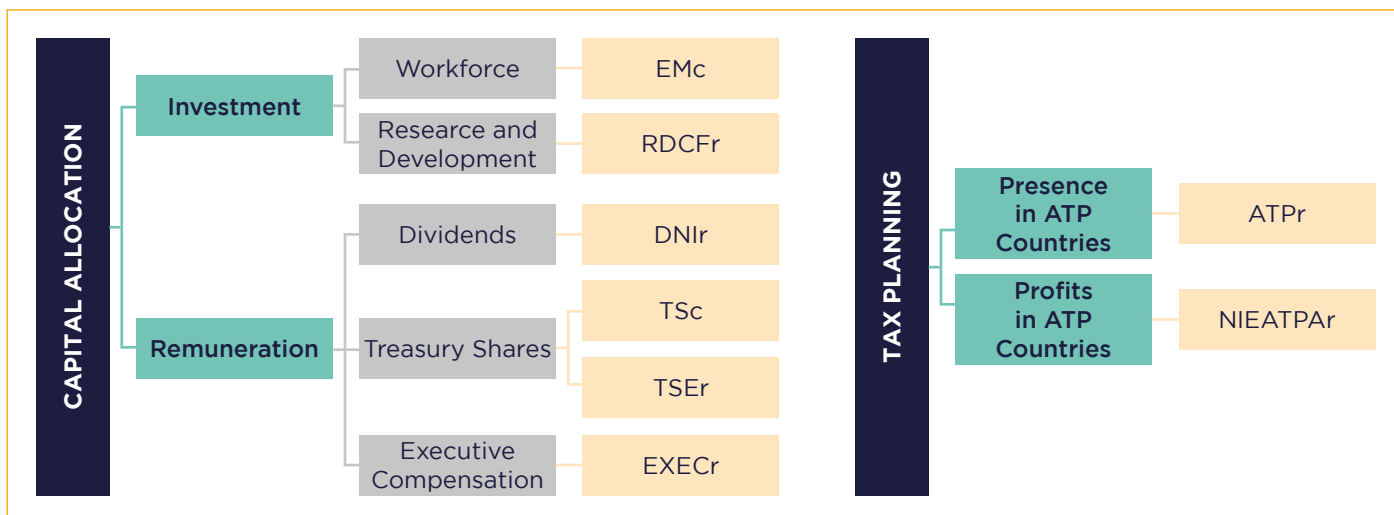 CAPITAL ALLOCATION
Investment
Workforce
EMc
Researce and
Development
RDCFr
Remuneration
Dividends
DNIr
Treasury Shares
TSc
TSEr
Executive
Compensation
EXECr
TAX PLANNING
Presence
in ATP
Countries
ATPr
Profits
in ATP
Countries
NIEATPAr